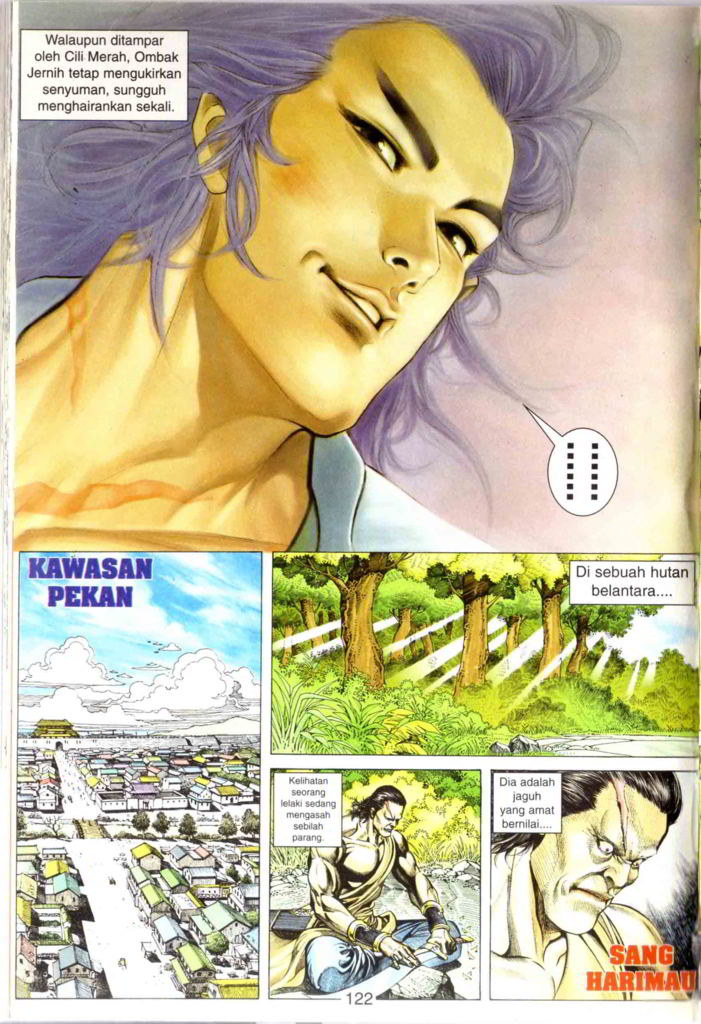 Walaupun ditampar
oleh Cili Merah, Ombak
Jernih tetap mengukirkan
senyuman, sungguh
menghairankan sekali.
KAWASAN
PEKAN
Di sebuah hutan
belantara....
Kelihatan
seorang
lelaki sedang
mengasah
sebilah
parang.
Dia adalah
jaguh
yang amat
bernilai....
SANG
HARIMAU
122